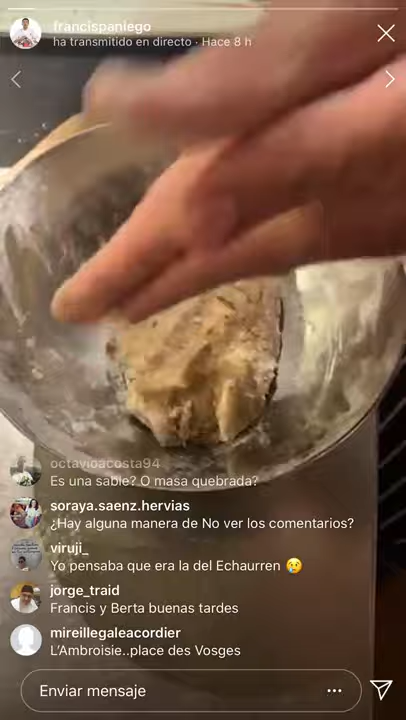 francispaniego
ha transmitido en directo · Hace 8 h
octavioacosta94
Es una sable? O masa quebrada?
soraya.saenz.hervias
¿Hay alguna manera de No ver los comentarios?
viruji_
Yo pensaba que era la del Echaurren 😢
jorge_traid
Francis y Berta buenas tardes
mireillegaleacordier
L'Ambroisie..place des Vosges
Enviar mensaje